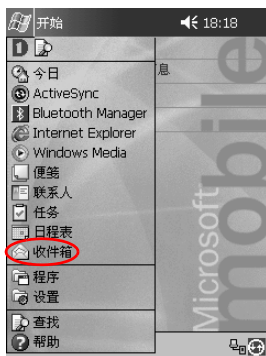 开始 18:18
息
今日
ActiveSync
Bluetooth Manager
Internet Explorer
Windows Media
便笺
联系人
任务
日程表
收件箱
程序
设置
查找
帮助
Microsoft
mobile